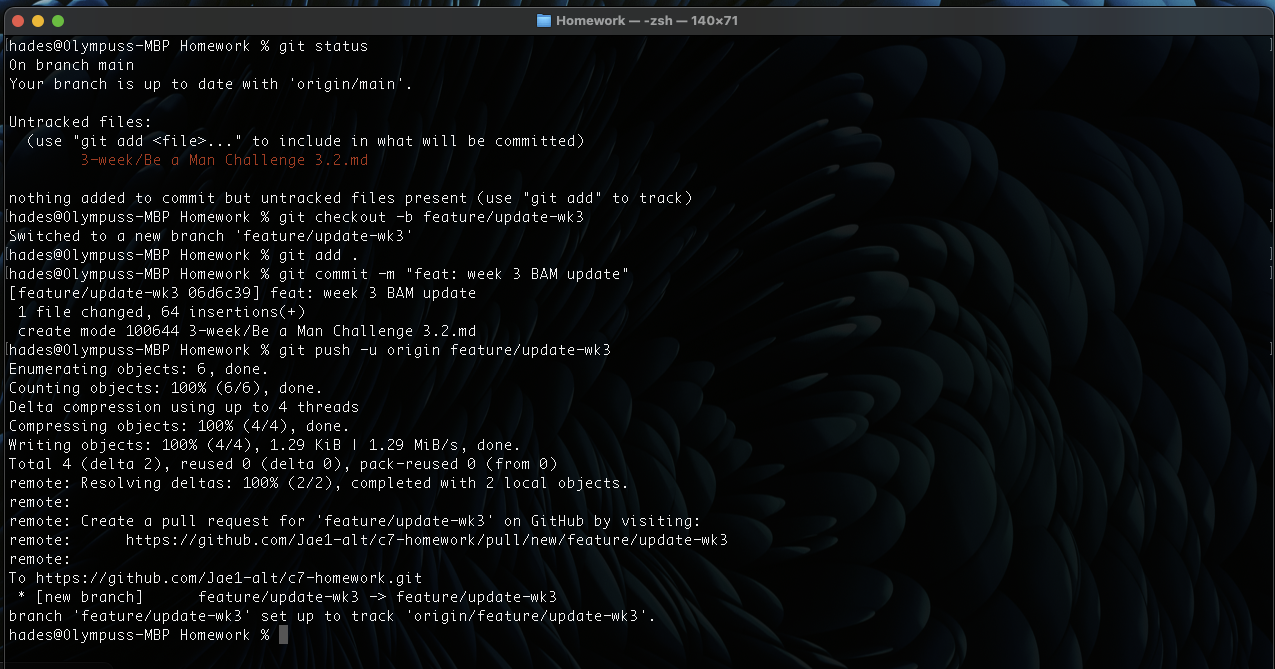 Homework — -zsh — 140×71
hades@Olympuss-MBP Homework % git status
On branch main
Your branch is up to date with 'origin/main'.
Untracked files:
  (use "git add <file>..." to include in what will be committed)
        3-week/Be a Man Challenge 3.2.md
nothing added to commit but untracked files present (use "git add" to track)
hades@Olympuss-MBP Homework % git checkout -b feature/update-wk3
Switched to a new branch 'feature/update-wk3'
hades@Olympuss-MBP Homework % git add .
hades@Olympuss-MBP Homework % git commit -m "feat: week 3 BAM update"
[feature/update-wk3 06d6c39] feat: week 3 BAM update
 1 file changed, 64 insertions(+)
 create mode 100644 3-week/Be a Man Challenge 3.2.md
hades@Olympuss-MBP Homework % git push -u origin feature/update-wk3
Enumerating objects: 6, done.
Counting objects: 100% (6/6), done.
Delta compression using up to 4 threads
Compressing objects: 100% (4/4), done.
Writing objects: 100% (4/4), 1.29 KiB | 1.29 MiB/s, done.
Total 4 (delta 2), reused 0 (delta 0), pack-reused 0 (from 0)
remote: Resolving deltas: 100% (2/2), completed with 2 local objects.
remote:
remote: Create a pull request for 'feature/update-wk3' on GitHub by visiting:
remote:      https://github.com/Jae1-alt/c7-homework/pull/new/feature/update-wk3
remote:
To https://github.com/Jae1-alt/c7-homework.git
 * [new branch]      feature/update-wk3 -> feature/update-wk3
branch 'feature/update-wk3' set up to track 'origin/feature/update-wk3'.
hades@Olympuss-MBP Homework %